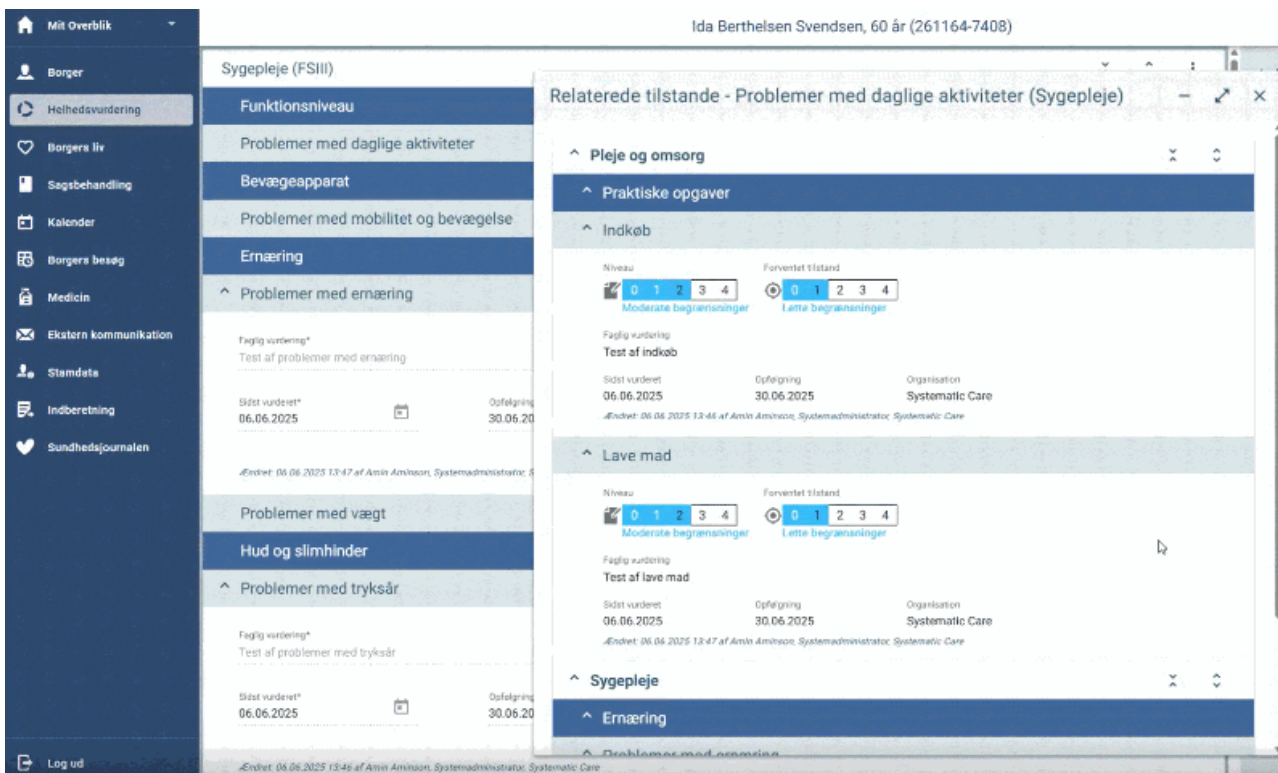 Mit Overblik
Borger
Helhedsvurdering
Borgers liv
Sagsbehandling
Kalender
Borgers besøg
Medicin
Ekstern kommunikation
Stamdata
Indberetning
Sundhedsjournalen
Log ud
Ida Berthelsen Svendsen, 60 år (261164-7408)
Sygepleje (FSIII)
Funktionsniveau
Problemer med daglige aktiviteter
Bevægeapparat
Problemer med mobilitet og bevægelse
Ernæring
Problemer med ernæring
Faglig vurdering*
Test af problemer med ernæring
Sidst vurderet* Opfølgning
06.06.2025 30.06.20
Ændret: 06.06.2025 13:47 af Amin Aminson, Systemadministrator, S
Problemer med vægt
Hud og slimhinder
Problemer med tryksår
Faglig vurdering*
Test af problemer med tryksår
Sidst vurderet* Opfølgning
06.06.2025 30.06.20
Ændret: 06.06.2025 13:46 af Amin Aminson, Systemadministrator, Systematic Care
Relaterede tilstande - Problemer med daglige aktiviteter (Sygepleje)
Pleje og omsorg
Praktiske opgaver
Indkøb
Niveau Forventet tilstand
0 1 2 3 4 0 1 2 3 4
Moderate begrænsninger Lette begrænsninger
Faglig vurdering
Test af indkøb
Sidst vurderet Opfølgning Organisation
06.06.2025 30.06.2025 Systematic Care
Ændret: 06.06.2025 13:46 af Amin Aminson, Systemadministrator, Systematic Care
Lave mad
Niveau Forventet tilstand
0 1 2 3 4 0 1 2 3 4
Moderate begrænsninger Lette begrænsninger
Faglig vurdering
Test af lave mad
Sidst vurderet Opfølgning Organisation
06.06.2025 30.06.2025 Systematic Care
Ændret: 06.06.2025 13:47 af Amin Aminson, Systemadministrator, Systematic Care
Sygepleje
Ernæring
Problemer med ernæring